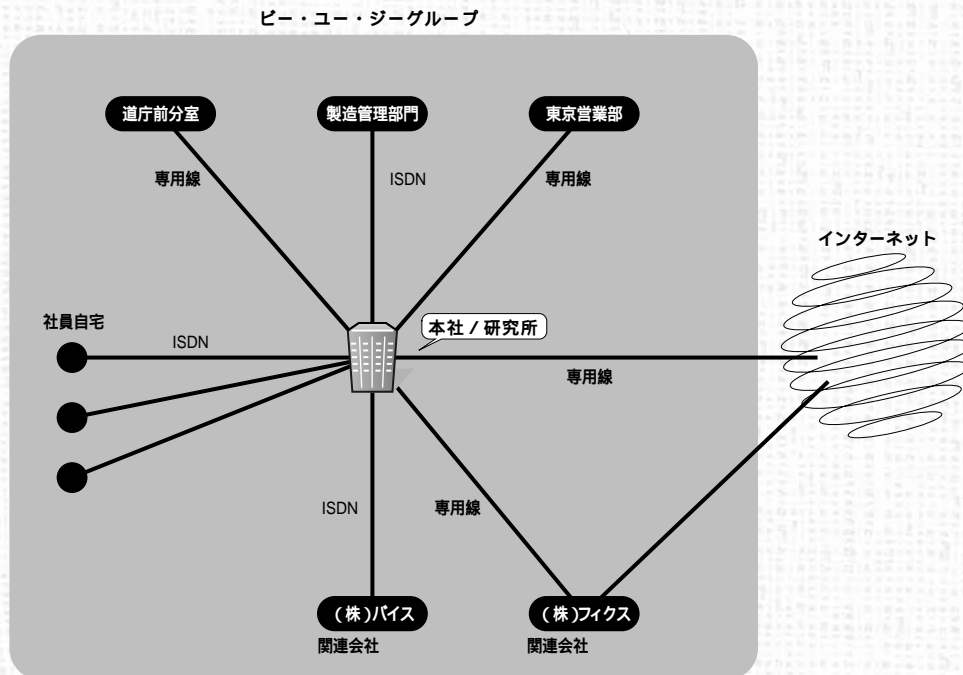 ビー・ユー・ジーグループ
道庁前分室
製造管理部門
東京営業部
専用線
ISDN
専用線
インターネット
社員自宅
ISDN
本社/研究所
専用線
ISDN
専用線
(株)バイス
(株)フィクス
関連会社
関連会社